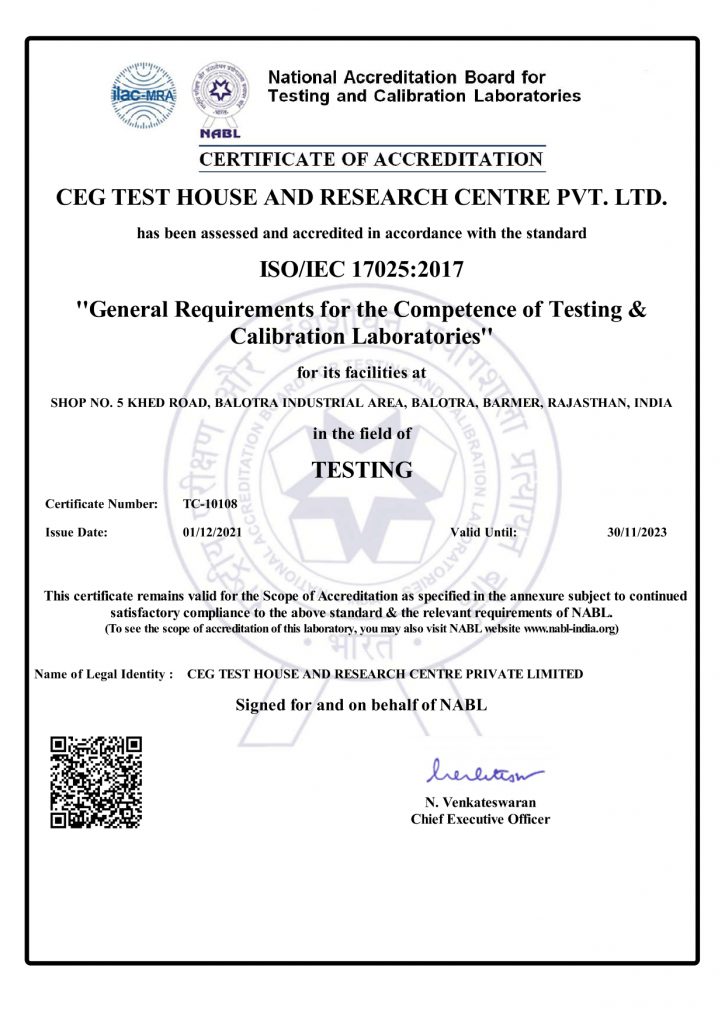 ilac-MRA
NABL
National Accreditation Board for
Testing and Calibration Laboratories
CERTIFICATE OF ACCREDITATION
CEG TEST HOUSE AND RESEARCH CENTRE PVT. LTD.
has been assessed and accredited in accordance with the standard
ISO/IEC 17025:2017
"General Requirements for the Competence of Testing &
Calibration Laboratories"
for its facilities at
SHOP NO. 5 KHED ROAD, BALOTRA INDUSTRIAL AREA, BALOTRA, BARMER, RAJASTHAN, INDIA
in the field of
TESTING
Certificate Number: TC-10108
Issue Date: 01/12/2021 Valid Until: 30/11/2023
This certificate remains valid for the Scope of Accreditation as specified in the annexure subject to continued
satisfactory compliance to the above standard & the relevant requirements of NABL.
(To see the scope of accreditation of this laboratory, you may also visit NABL website www.nabl-india.org)
भारत
Name of Legal Identity : CEG TEST HOUSE AND RESEARCH CENTRE PRIVATE LIMITED
Signed for and on behalf of NABL
N. Venkateswaran
Chief Executive Officer